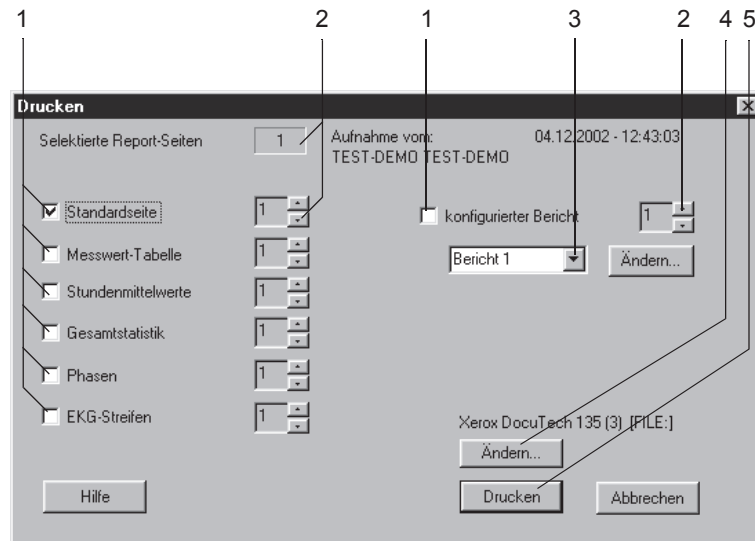 1 2 1 3 2 4 5
Drucken
Selektierte Report-Seiten 1 Aufnahme vom: 04.12.2002 - 12:43:03
TEST-DEMO TEST-DEMO
Standardseite 1 konfigurierter Bericht 1
Messwert-Tabelle 1 Bericht 1 Ändern...
Stundenmittelwerte 1
Gesamtstatistik 1
Phasen 1
EKG-Streifen 1 Xerox DocuTech 135 (3) [FILE:]
Ändern...
Hilfe Drucken Abbrechen